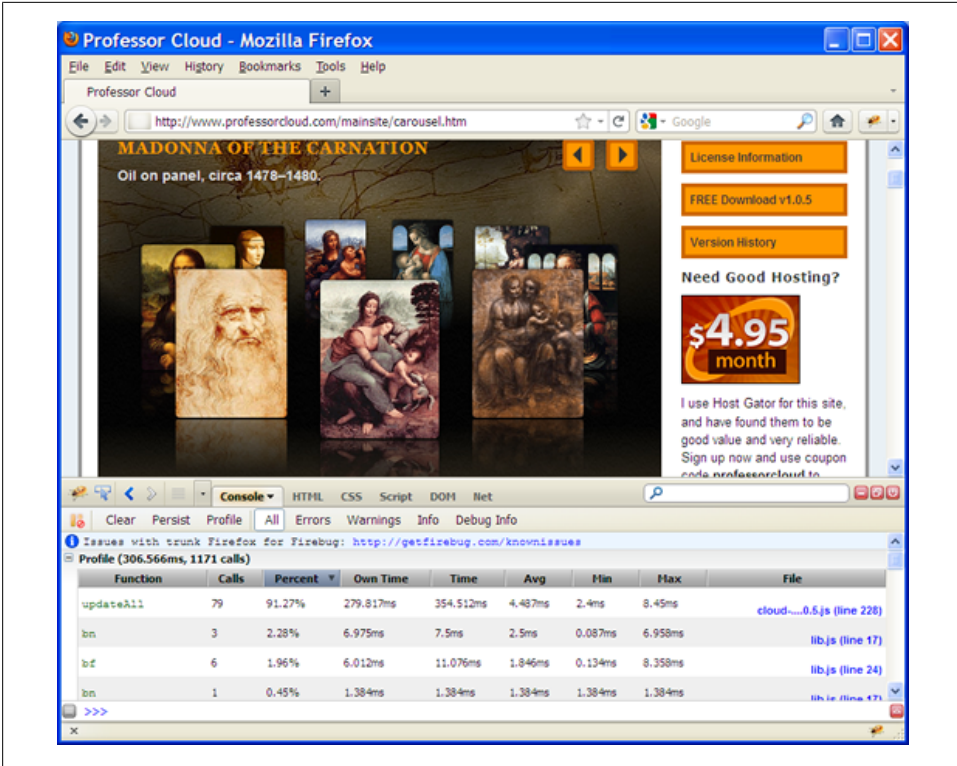 Professor Cloud - Mozilla Firefox
File Edit View History Bookmarks Tools Help
Professor Cloud +
http://www.professorcloud.com/mainsite/carousel.htm Google
MADONNA OF THE CARNATION
Oil on panel, circa 1478–1480.
License Information
FREE Download v1.0.5
Version History
Need Good Hosting?
$4.95
month
I use Host Gator for this site,
and have found them to be
good value and very reliable.
Sign up now and use coupon
code professorcloud to
Console HTML CSS Script DOM Net
Clear Persist Profile All Errors Warnings Info Debug Info
Issues with trunk Firefox for Firebug: http://getfirebug.com/knownissues
Profile (306.566ms, 1171 calls)
Function Calls Percent Own Time Time Avg Min Max File
updateAll 79 91.27% 279.817ms 354.512ms 4.487ms 2.4ms 8.45ms cloud-....0.5.js (line 228)
bn 3 2.28% 6.975ms 7.5ms 2.5ms 0.087ms 6.958ms lib.js (line 17)
bf 6 1.96% 6.012ms 11.076ms 1.846ms 0.134ms 8.358ms lib.js (line 24)
bn 1 0.45% 1.384ms 1.384ms 1.384ms 1.384ms 1.384ms lib.js (line 17)
>>>